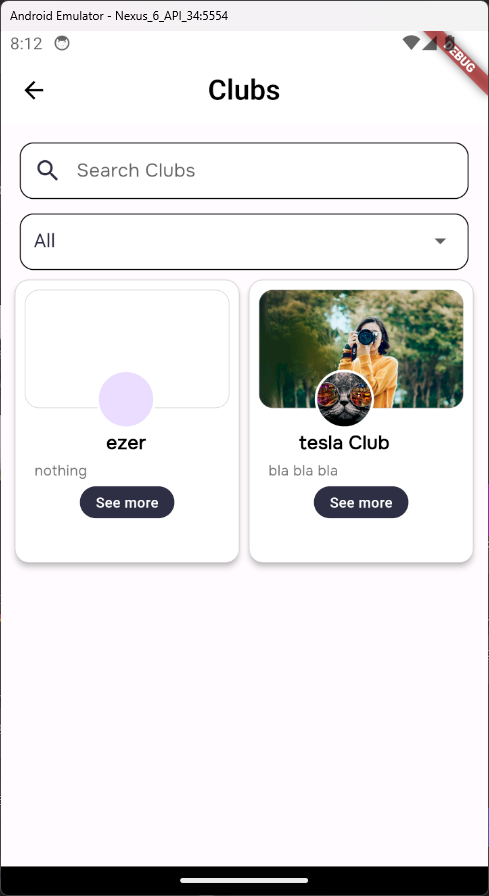 Android Emulator - Nexus_6_API_34:5554
8:12
DEBUG
Clubs
Search Clubs
All
ezer
nothing
See more
tesla Club
bla bla bla
See more